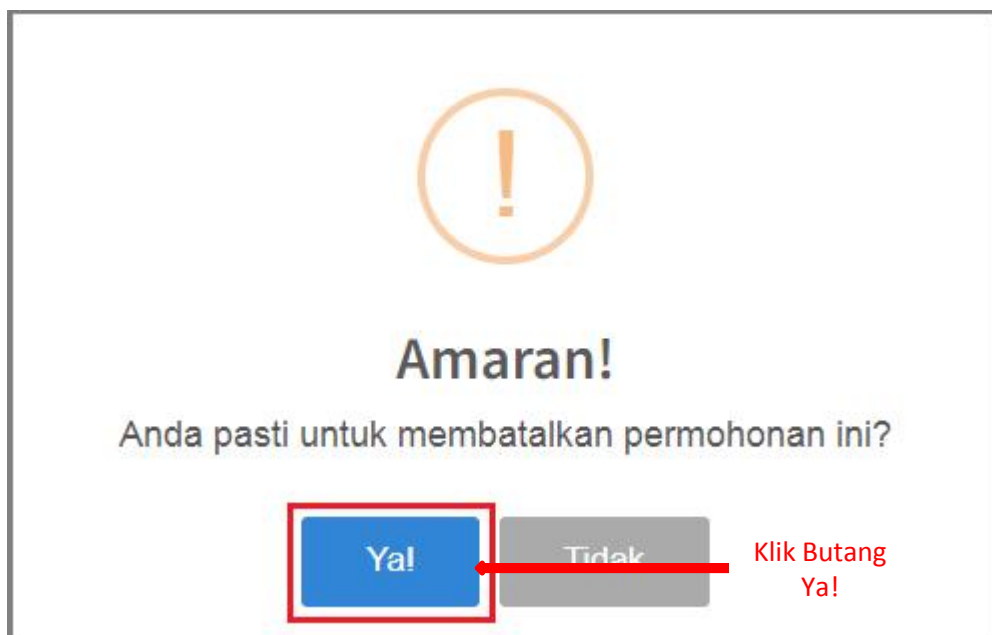 !
Amaran!
Anda pasti untuk membatalkan permohonan ini?
Ya!
Tidak
Klik Butang
Ya!